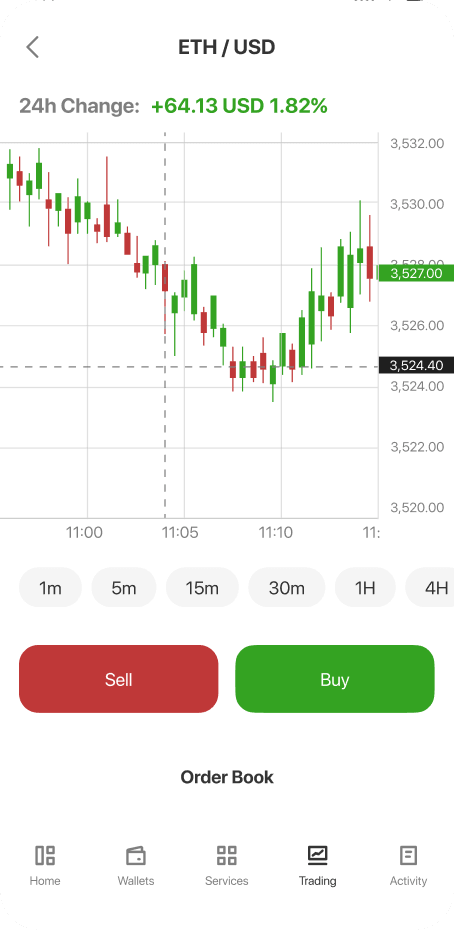 ETH / USD
24h Change: +64.13 USD 1.82%
3,532.00
3,530.00
3,528.00
3,527.00
3,526.00
3,524.40
3,524.00
3,522.00
3,520.00
11:00 11:05 11:10 11:
1m 5m 15m 30m 1H 4H
Sell Buy
Order Book
Home Wallets Services Trading Activity